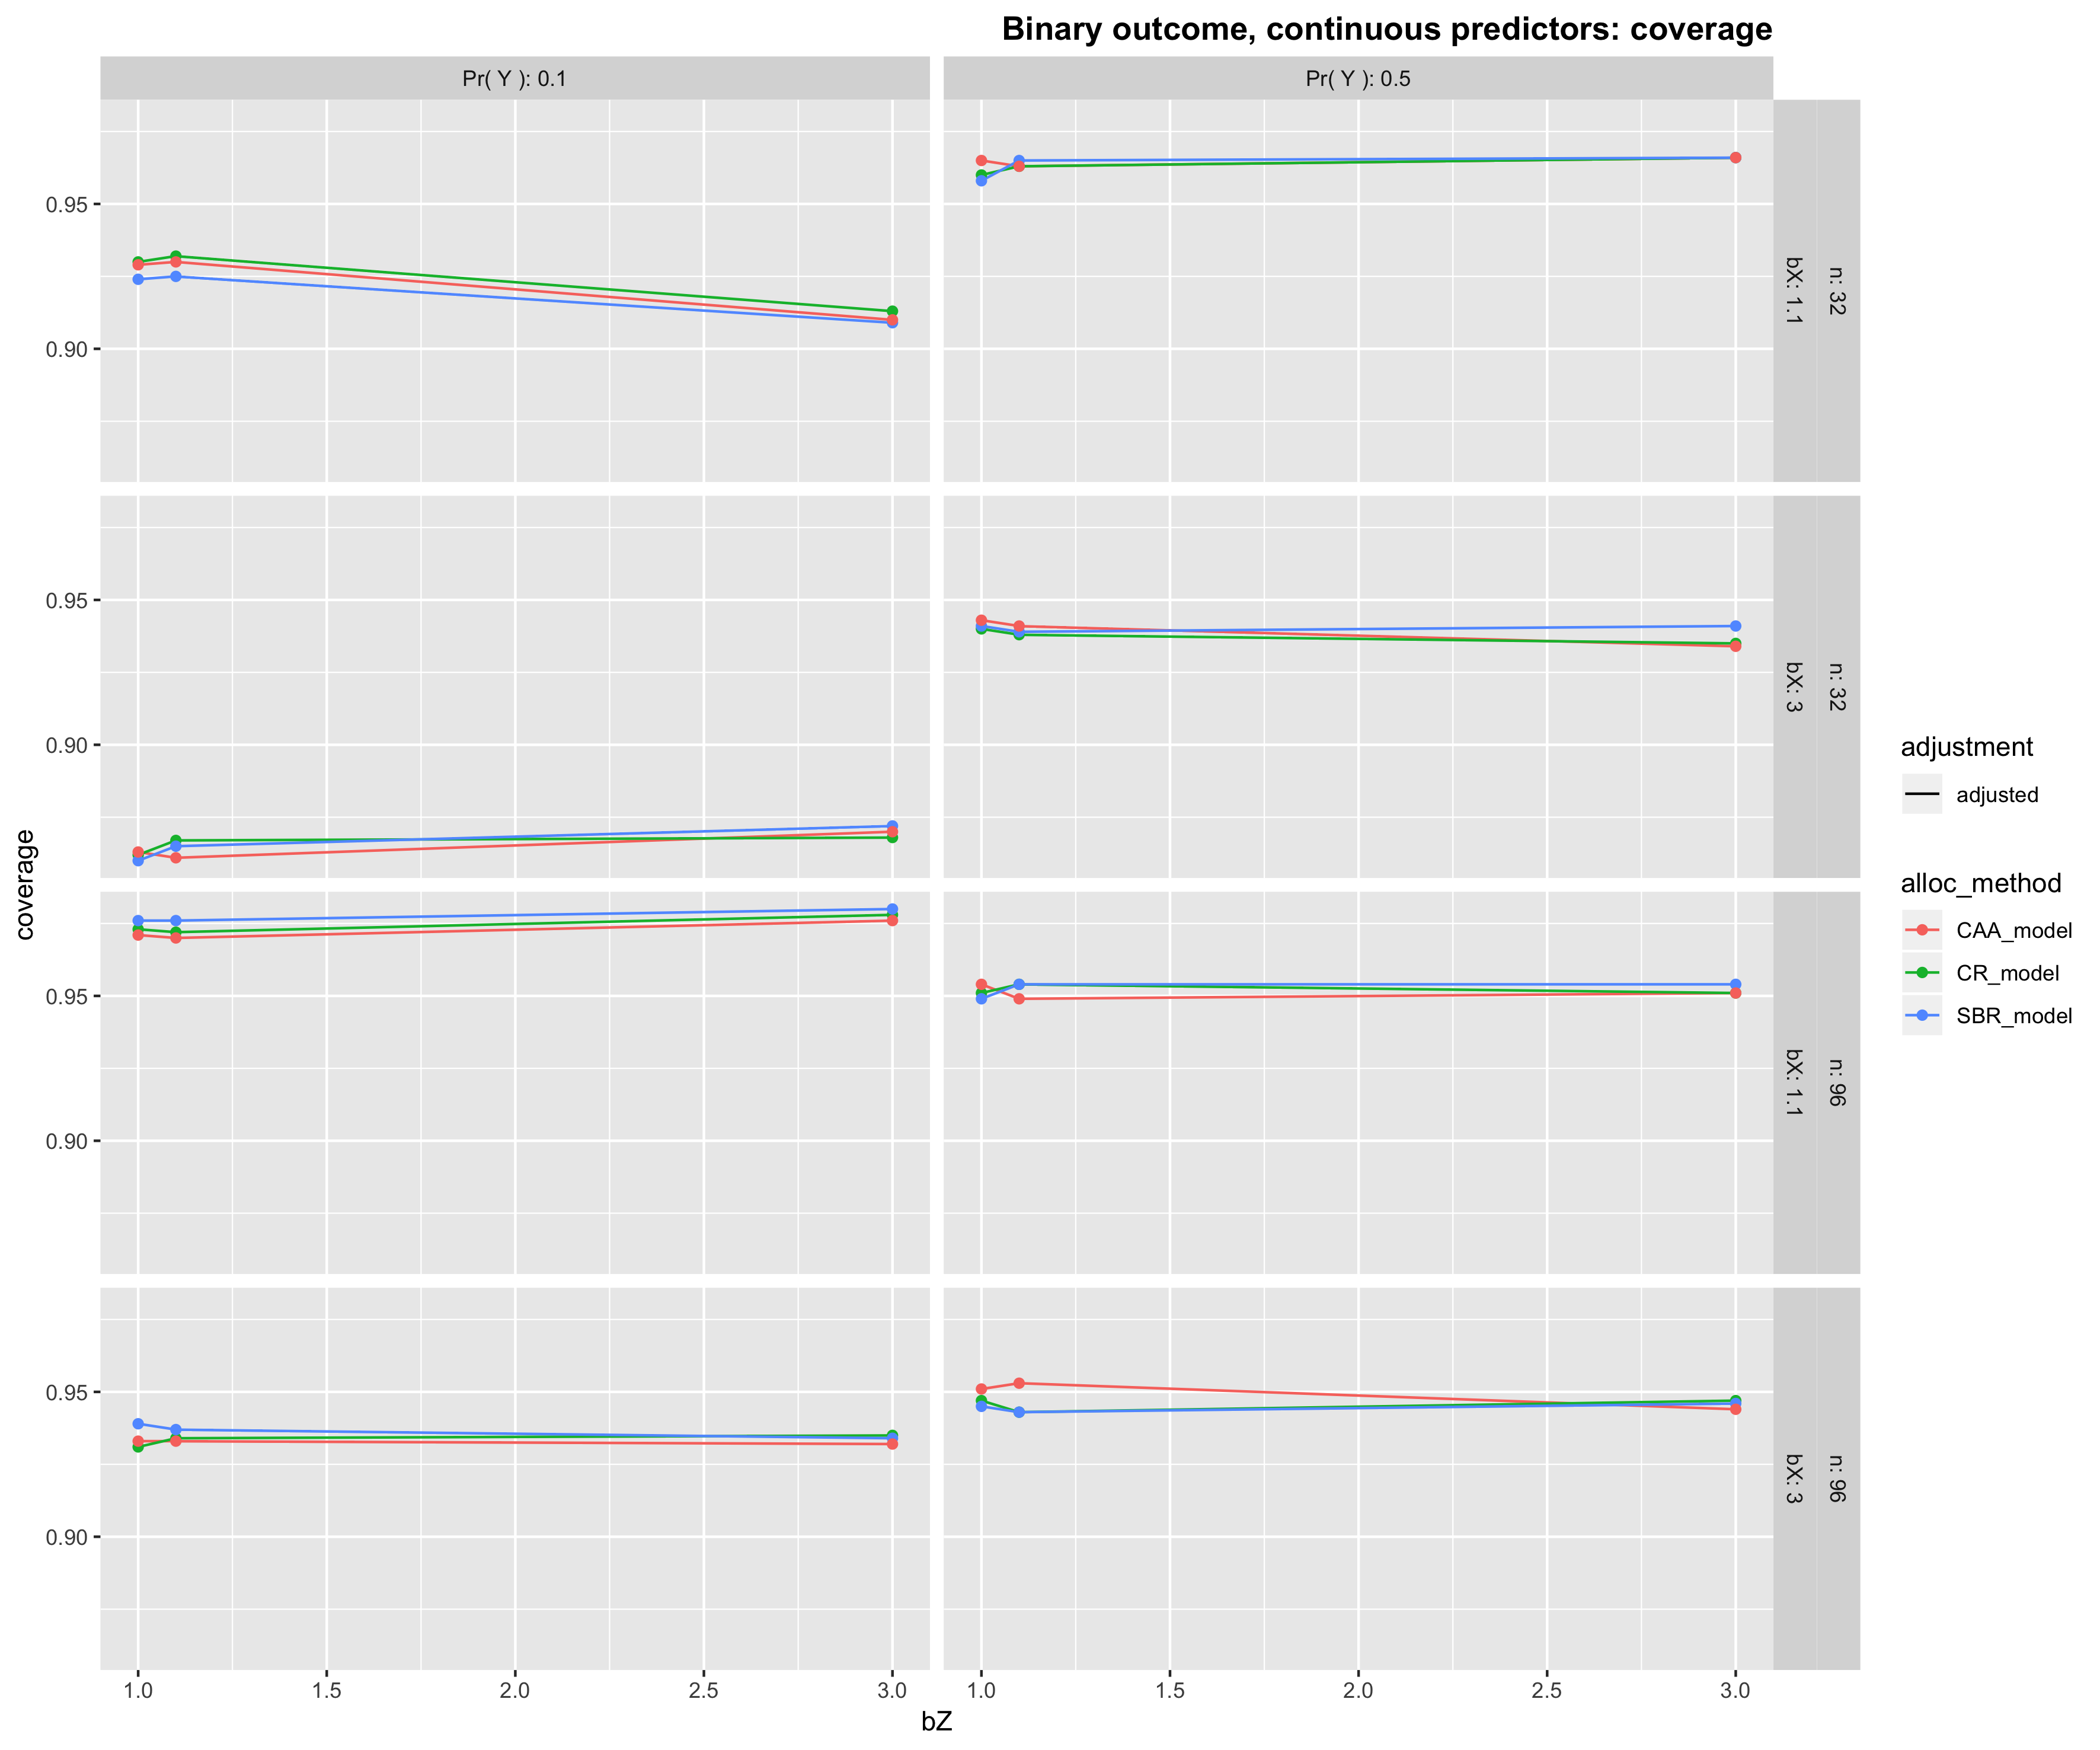 Binary outcome, continuous predictors: coverage
Pr( Y ): 0.1
Pr( Y ): 0.5
0.95
0.90
bX: 1.1
n: 32
0.95
0.90
bX: 3
n: 32
0.95
0.90
bX: 1.1
n: 96
0.95
0.90
bX: 3
n: 96
coverage
1.0 1.5 2.0 2.5 3.0
1.0 1.5 2.0 2.5 3.0
bZ
adjustment
adjusted
alloc_method
CAA_model
CR_model
SBR_model